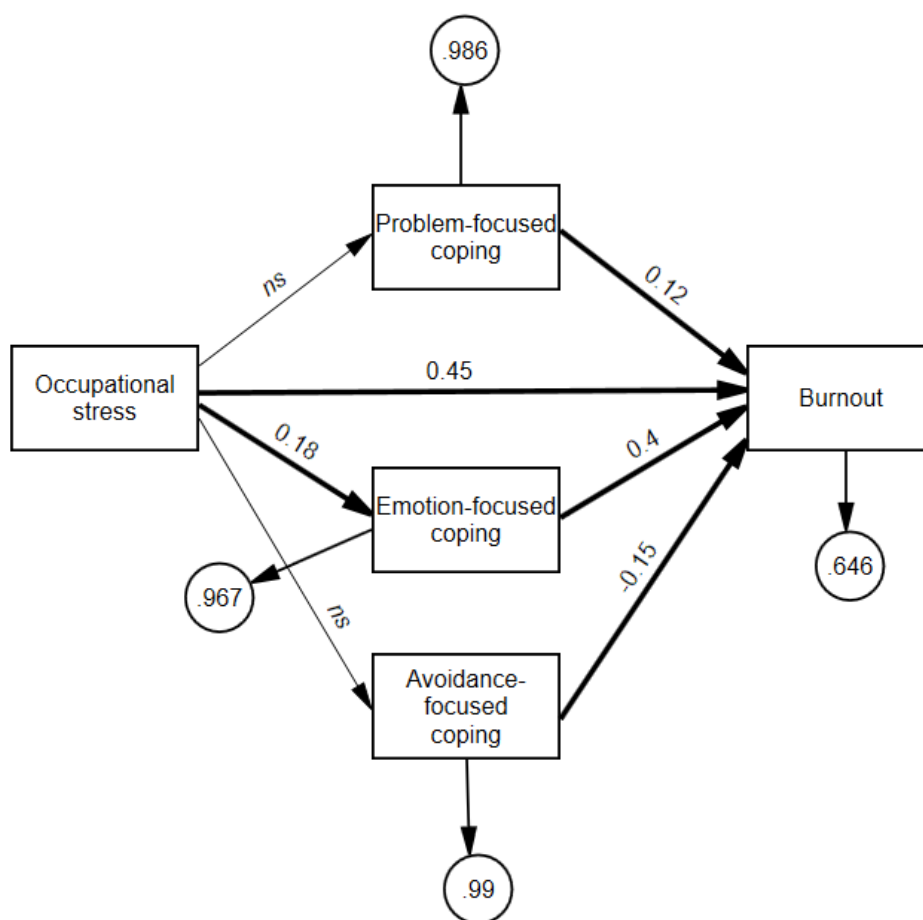 .986
Problem-focused
coping
ns
0.12
Occupational
stress
0.45
Burnout
0.18
0.4
Emotion-focused
coping
.967
ns
-0.15
.646
Avoidance-
focused
coping
.99